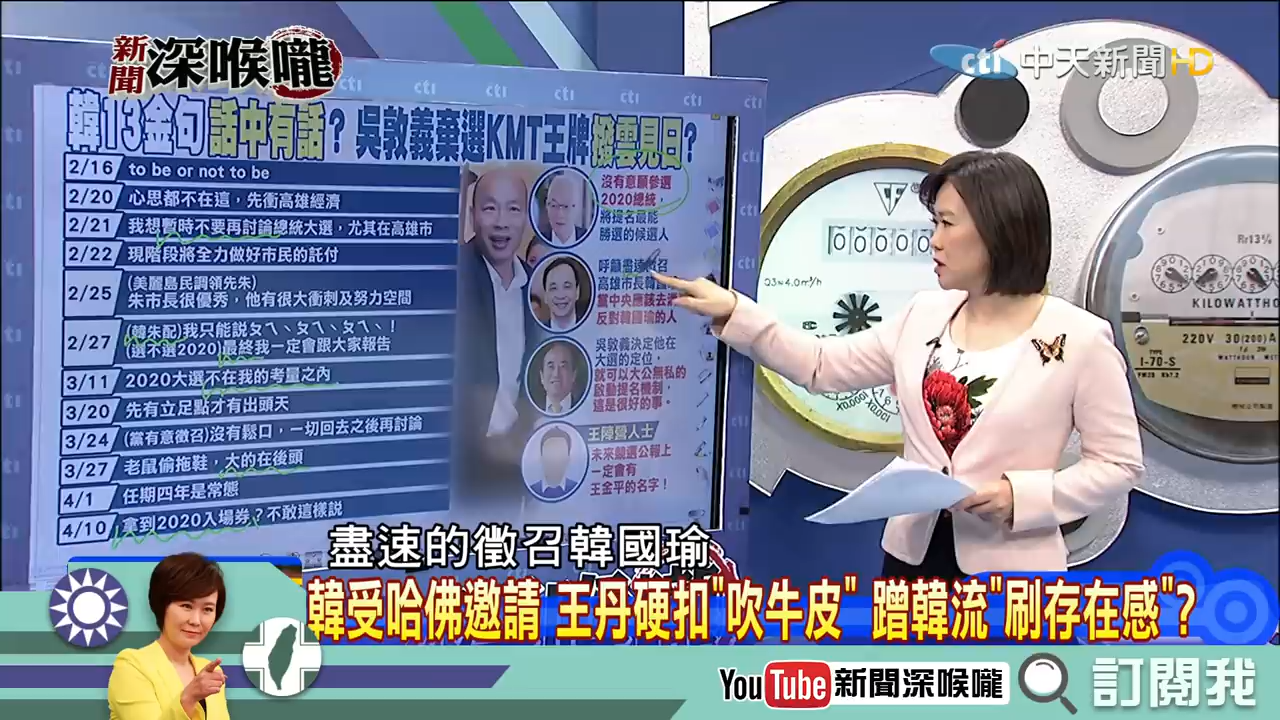 新聞深喉嚨
cti 中天新聞HD
韓13金句話中有話？吳敦義棄選KMT王牌撥雲見日？
2/16 to be or not to be
2/20 心思都不在這，先衝高雄經濟
2/21 我想暫時不要再討論總統大選，尤其在高雄市
2/22 現階段將全力做好市民的託付
2/25 (美麗島民調領先朱)
朱市長很優秀，他有很大衝刺及努力空間
2/27 (韓朱配)我只能說ㄆㄟˋ、ㄆㄟˋ、ㄆㄟˋ！
(選不選2020)最終我一定會跟大家報告
3/11 2020大選不在我的考量之內
3/20 先有立足點才有出頭天
3/24 (黨有意徵召)沒有鬆口，一切回去之後再討論
3/27 老鼠偷拖鞋，大的在後頭
4/1 任期四年是常態
4/10 拿到2020入場券？不敢這樣說
沒有意願參選
2020總統，
將提名最能
勝選的候選人
呼籲盡速
召
高雄市長韓國
黨中央應該去
反對韓國瑜的人
吳敦義決定他在
大選的定位，
就可以大公無私的
啟動提名機制，
這是很好的事。
王陣營人士
未來競選公報上
一定會有
王金平的名字！
00000
Q3=4.0m³/h
KILOWATTHO
220V 30(200)A
TYPE
I-70-S
盡速的徵召韓國瑜
韓受哈佛邀請 王丹硬扣"吹牛皮" 蹭韓流"刷存在感"？
YouTube 新聞深喉嚨 訂閱我